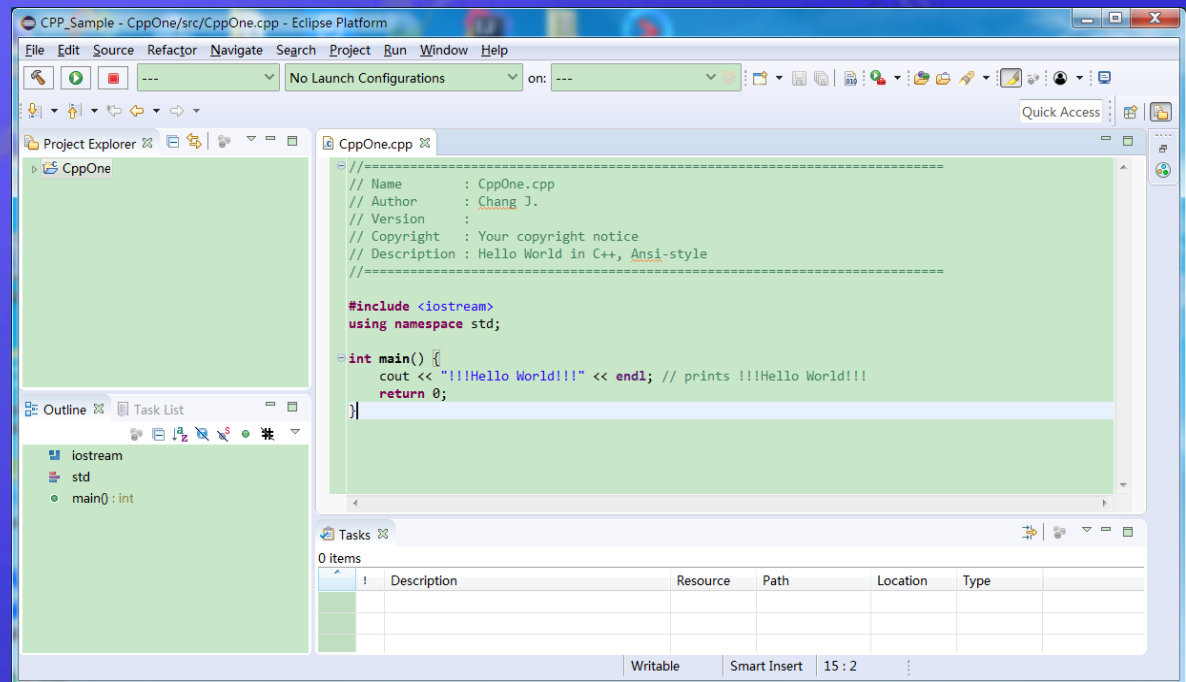 CPP_Sample - CppOne/src/CppOne.cpp - Eclipse Platform
File Edit Source Refactor Navigate Search Project Run Window Help
--- No Launch Configurations on: ---
Quick Access
Project Explorer
CppOne
CppOne.cpp
//===========================================================================
// Name        : CppOne.cpp
// Author      : Chang J.
// Version     :
// Copyright   : Your copyright notice
// Description : Hello World in C++, Ansi-style
//===========================================================================
#include <iostream>
using namespace std;
int main() {
    cout << "!!!Hello World!!!" << endl; // prints !!!Hello World!!!
    return 0;
}
Outline Task List
iostream
std
main() : int
Tasks
0 items
! Description Resource Path Location Type
Writable Smart Insert 15 : 2